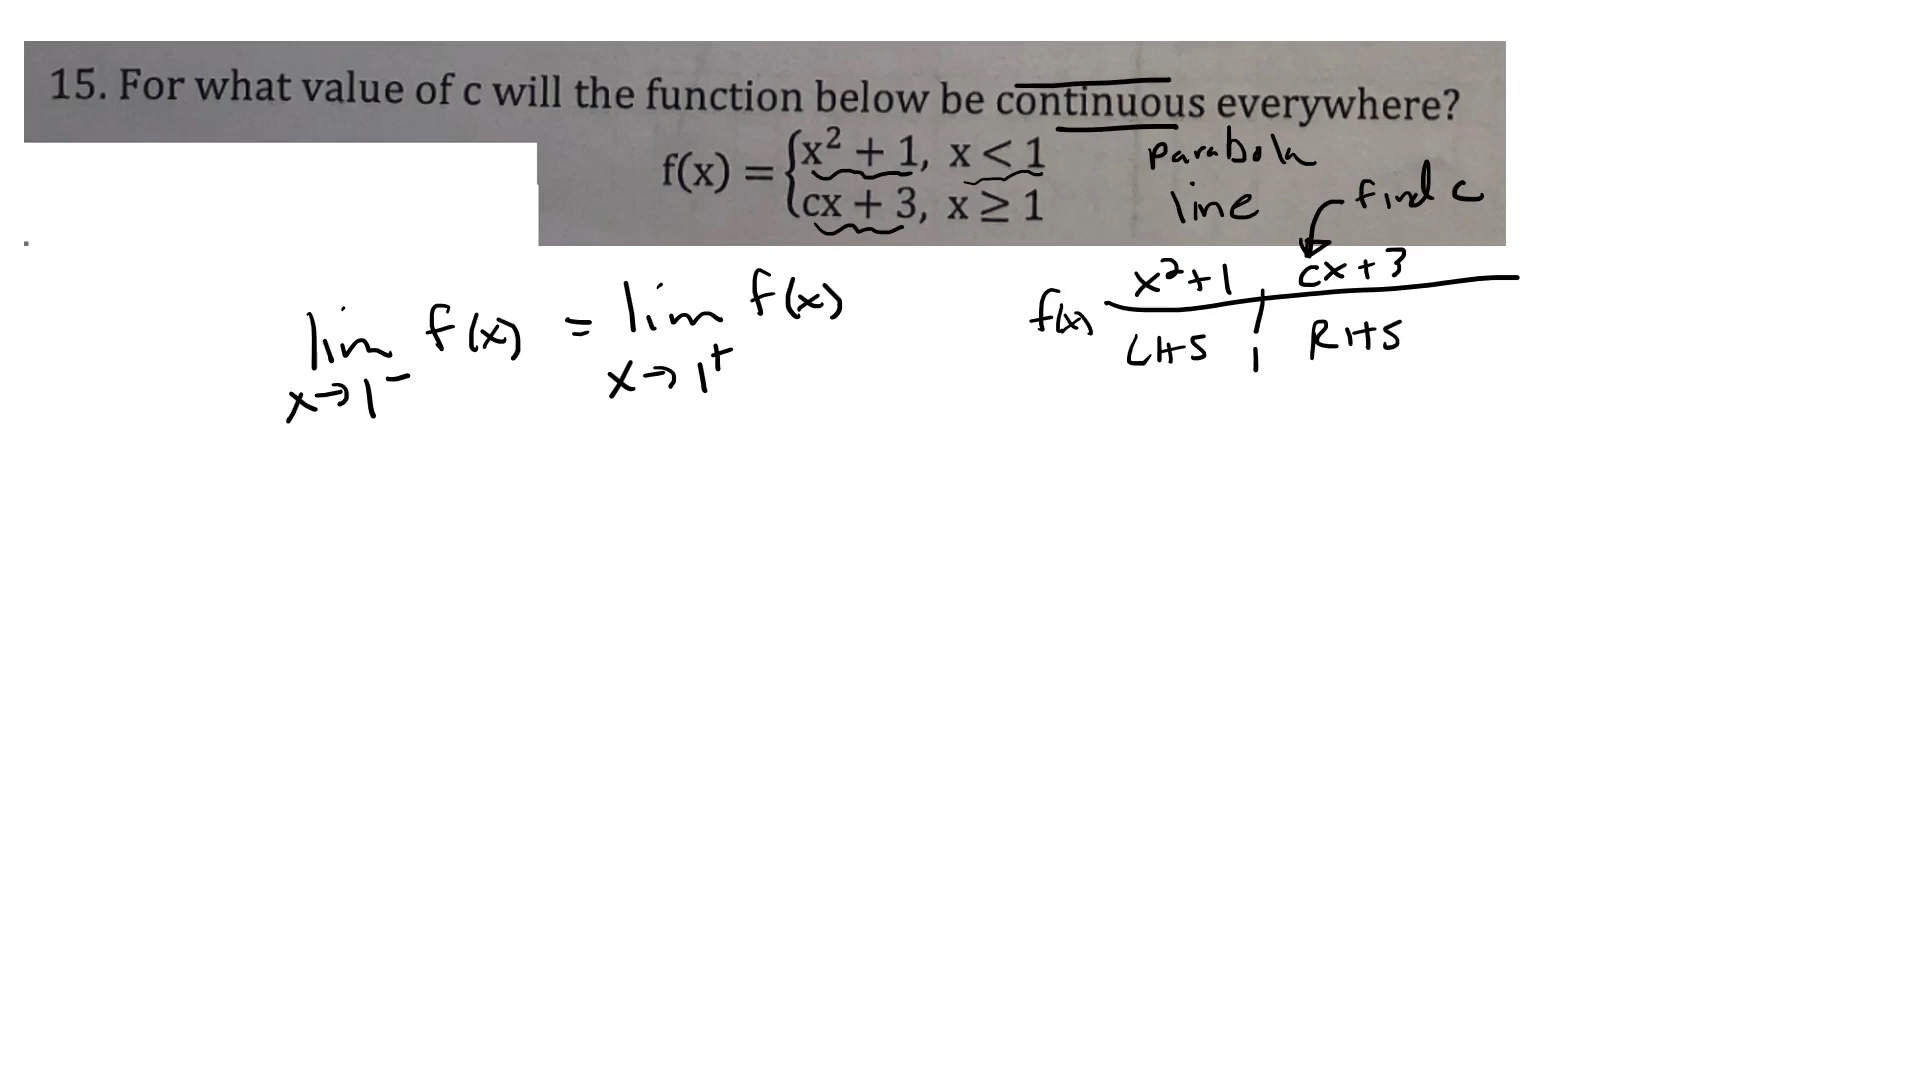 15. For what value of c will the function below be continuous everywhere?
f(x) = {x² + 1, x < 1
cx + 3, x ≥ 1
parabola
line
find c
lim f(x) = lim f(x)
x→1⁻ x→1⁺
x²+1 cx+3
f(x)
LHS 1 RHS